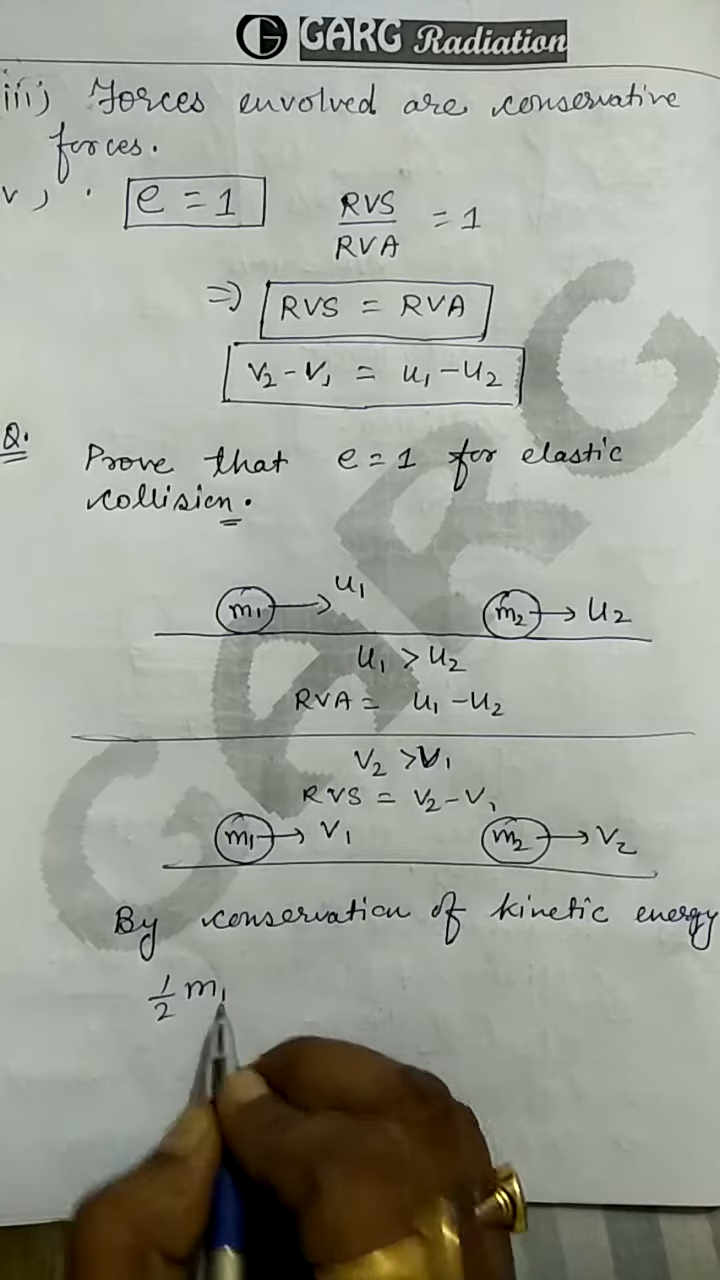 GARG Radiation
iii) Forces envolved are conservative
forces.
v) . e = 1 RVS/RVA = 1
=> RVS = RVA
V₂ - V₁ = u₁ - u₂
Q. Prove that e = 1 for elastic
collision.
m₁ → u₁ m₂ → u₂
u₁ > u₂
RVA = u₁ - u₂
V₂ > V₁
RVS = V₂ - V₁
m₁ → V₁ m₂ → V₂
By conservation of kinetic energy
1/2 m₁
GARG